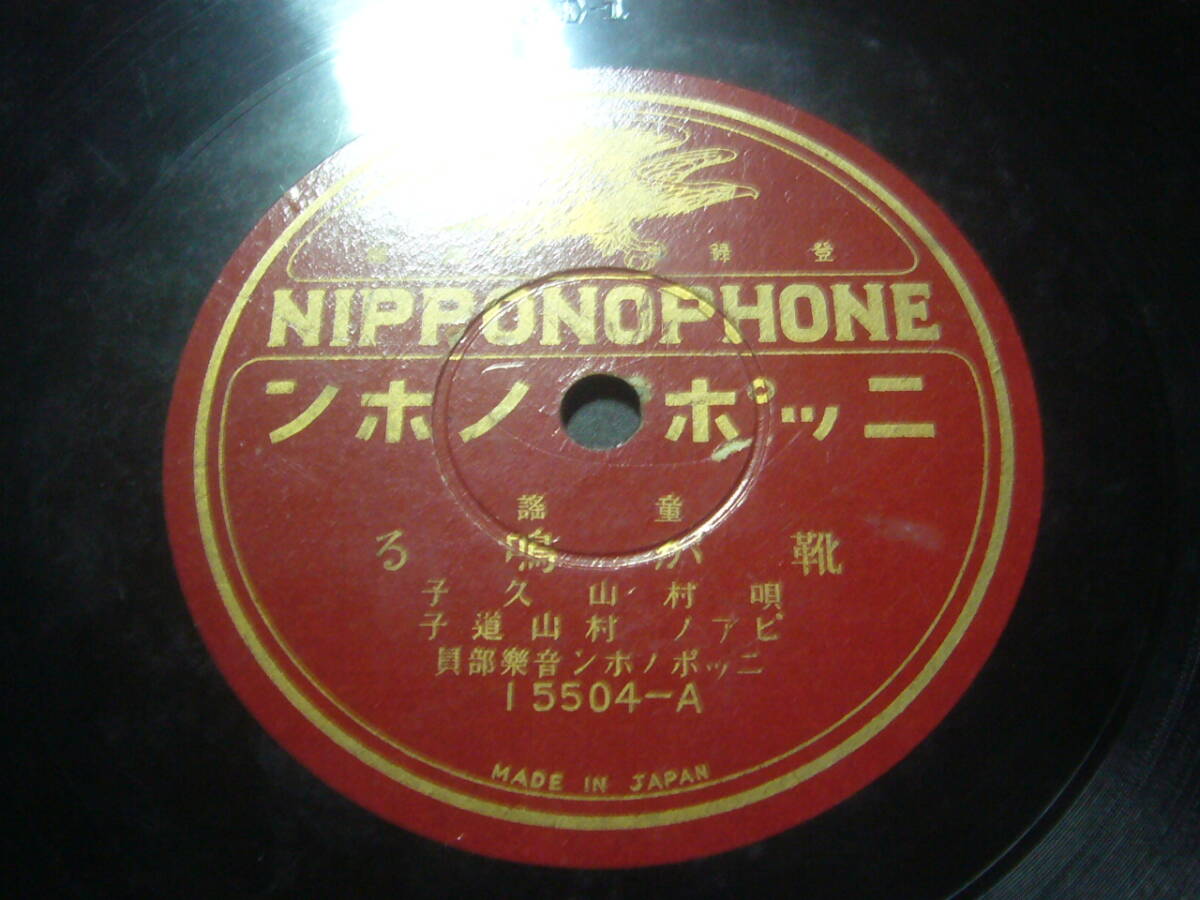 登錄
NIPPONOPHONE
ニッポノホン
童謠
靴が鳴る
唄 村山久子
ピアノ 村山道子
ニッポノホン音樂部員
15504-A
MADE IN JAPAN